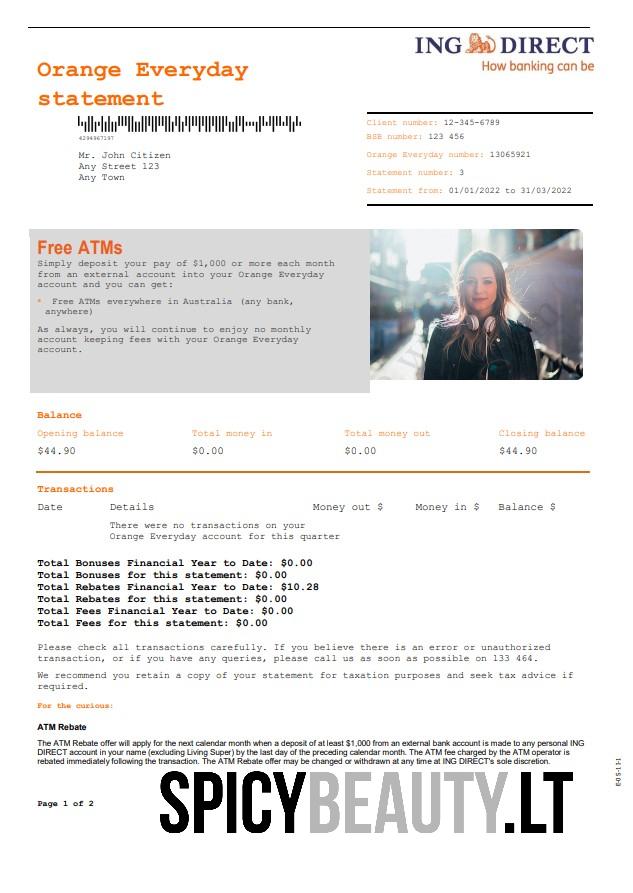 ING DIRECT
How banking can be
Orange Everyday
statement
4294967197
Mr. John Citizen
Any Street 123
Any Town
Client number: 12-345-6789
BSB number: 123 456
Orange Everyday number: 13065921
Statement number: 3
Statement from: 01/01/2022 to 31/03/2022
Free ATMs
Simply deposit your pay of $1,000 or more each month
from an external account into your Orange Everyday
account and you can get:
* Free ATMs everywhere in Australia (any bank,
anywhere)
As always, you will continue to enjoy no monthly
account keeping fees with your Orange Everyday
account.
Balance
Opening balance Total money in Total money out Closing balance
$44.90 $0.00 $0.00 $44.90
Transactions
Date Details Money out $ Money in $ Balance $
There were no transactions on your
Orange Everyday account for this quarter
Total Bonuses Financial Year to Date: $0.00
Total Bonuses for this statement: $0.00
Total Rebates Financial Year to Date: $10.28
Total Rebates for this statement: $0.00
Total Fees Financial Year to Date: $0.00
Total Fees for this statement: $0.00
Please check all transactions carefully. If you believe there is an error or unauthorized
transaction, or if you have any queries, please call us as soon as possible on 133 464.
We recommend you retain a copy of your statement for taxation purposes and seek tax advice if
required.
For the curious:
ATM Rebate
The ATM Rebate offer will apply for the next calendar month when a deposit of at least $1,000 from an external bank account is made to any personal ING
DIRECT account in your name (excluding Living Super) by the last day of the preceding calendar month. The ATM fee charged by the ATM operator is
rebated immediately following the transaction. The ATM Rebate offer may be changed or withdrawn at any time at ING DIRECT's sole discretion.
Page 1 of 2
SPICYBEAUTY.LT